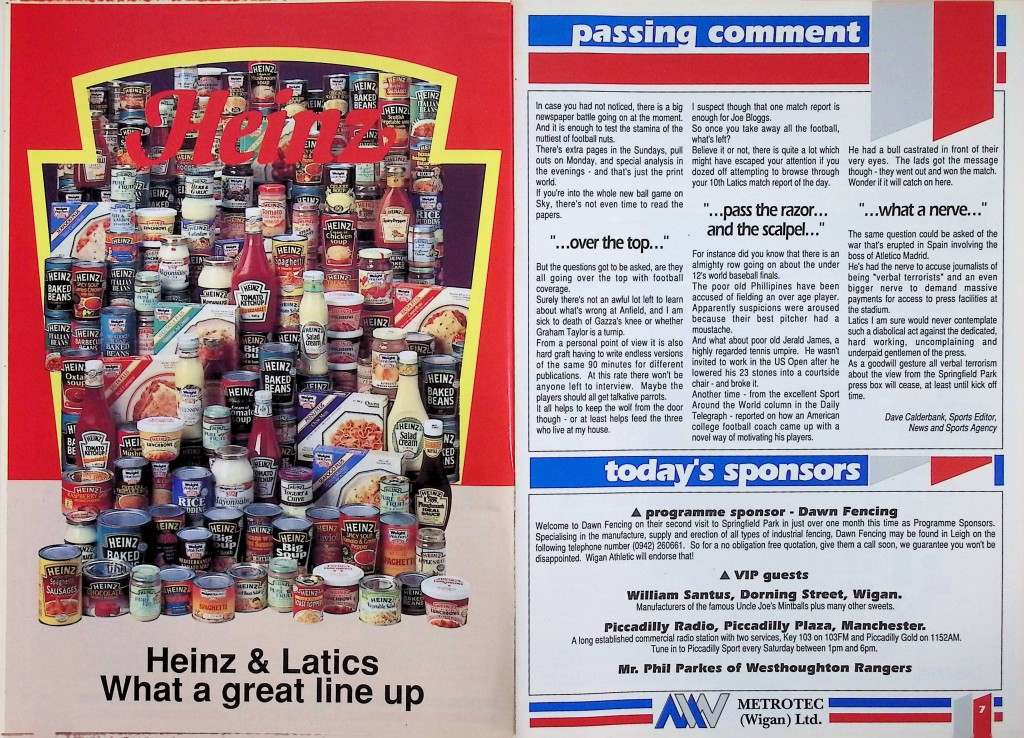 Heinz
HEINZ
BAKED
BEANS
HEINZ
TOMATO
KETCHUP
HEINZ
Salad
cream
HEINZ
Spaghetti
HEINZ
Chicken
soup
HEINZ
BAKED
BEANS
RICE
PUDDING
Mayonnaise
HEINZ
YOGURT
& CHIVE
HEINZ
Big
Soup
HEINZ
Spaghetti
SAUSAGES
SPAGHETTI
Heinz & Latics
What a great line up
passing comment
In case you had not noticed, there is a big
newspaper battle going on at the moment.
And it is enough to test the stamina of the
nuttiest of football nuts.
There's extra pages in the Sundays, pull
outs on Monday, and special analysis in
the evenings - and that's just the print
world.
If you're into the whole new ball game on
Sky, there's not even time to read the
papers.
"...over the top..."
But the questions got to be asked, are they
all going over the top with football
coverage.
Surely there's not an awful lot left to learn
about what's wrong at Anfield, and I am
sick to death of Gazza's knee or whether
Graham Taylor is a turnip.
From a personal point of view it is also
hard graft having to write endless versions
of the same 90 minutes for different
publications. At this rate there won't be
anyone left to interview. Maybe the
players should all get talkative parrots.
It all helps to keep the wolf from the door
though - or at least helps feed the three
who live at my house.
I suspect though that one match report is
enough for Joe Bloggs.
So once you take away all the football,
what's left?
Believe it or not, there is quite a lot which
might have escaped your attention if you
dozed off attempting to browse through
your 10th Latics match report of the day.
"...pass the razor...
and the scalpel..."
For instance did you know that there is an
almighty row going on about the under
12's world baseball finals.
The poor old Phillipines have been
accused of fielding an over age player.
Apparently suspicions were aroused
because their best pitcher had a
moustache.
And what about poor old Jerald James, a
highly regarded tennis umpire. He wasn't
invited to work in the US Open after he
lowered his 23 stones into a courtside
chair - and broke it.
Another time - from the excellent Sport
Around the World column in the Daily
Telegraph - reported on how an American
college football coach came up with a
novel way of motivating his players.
He had a bull castrated in front of their
very eyes. The lads got the message
though - they went out and won the match.
Wonder if it will catch on here.
"...what a nerve..."
The same question could be asked of the
war that's erupted in Spain involving the
boss of Atletico Madrid.
He's had the nerve to accuse journalists of
being "verbal terrorists" and an even
bigger nerve to demand massive
payments for access to press facilities at
the stadium.
Latics I am sure would never contemplate
such a diabolical act against the dedicated,
hard working, uncomplaining and
underpaid gentlemen of the press.
As a goodwill gesture all verbal terrorism
about the view from the Springfield Park
press box will cease, at least until kick off
time.
Dave Calderbank, Sports Editor,
News and Sports Agency
today's sponsors
▲ programme sponsor - Dawn Fencing
Welcome to Dawn Fencing on their second visit to Springfield Park in just over one month this time as Programme Sponsors.
Specialising in the manufacture, supply and erection of all types of industrial fencing, Dawn Fencing may be found in Leigh on the
following telephone number (0942) 260661. So for a no obligation free quotation, give them a call soon, we guarantee you won't be
disappointed. Wigan Athletic will endorse that!
▲ VIP guests
William Santus, Dorning Street, Wigan.
Manufacturers of the famous Uncle Joe's Mintballs plus many other sweets.
Piccadilly Radio, Piccadilly Plaza, Manchester.
A long established commercial radio station with two services, Key 103 on 103FM and Piccadilly Gold on 1152AM.
Tune in to Piccadilly Sport every Saturday between 1pm and 6pm.
Mr. Phil Parkes of Westhoughton Rangers
METROTEC
(Wigan) Ltd.
7